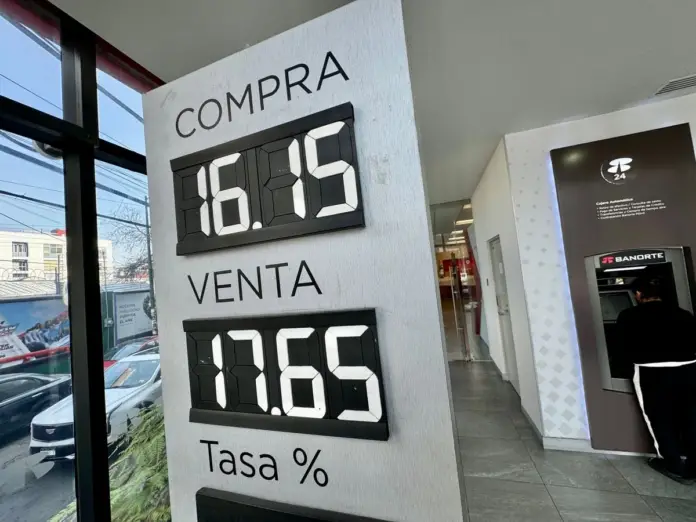 COMPRA
16.15
VENTA
17.65
Tasa %
24
BANORTE